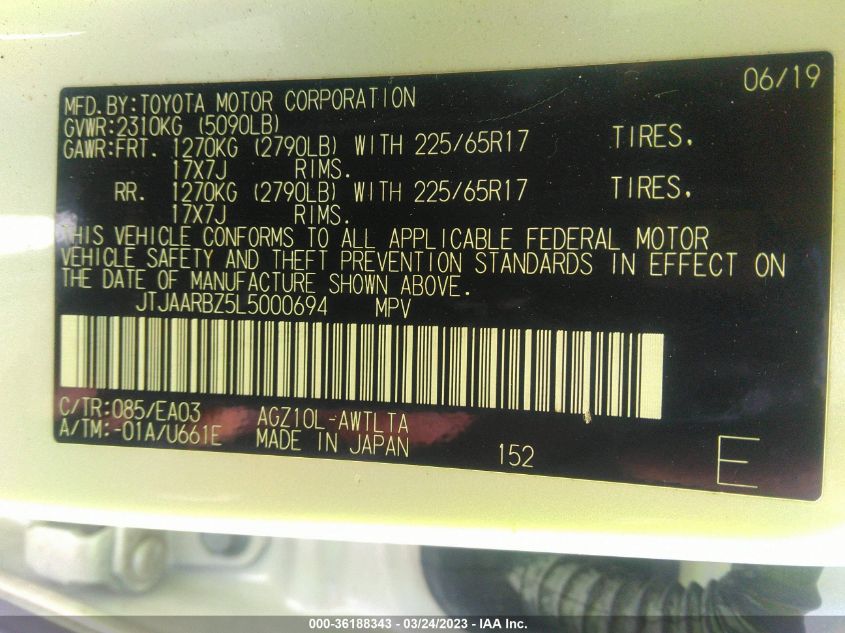 06/19
MFD.BY:TOYOTA MOTOR CORPORATION
GVWR:2310KG (5090LB)
GAWR:FRT. 1270KG (2790LB) WITH 225/65R17 TIRES,
17X7J RIMS.
RR. 1270KG (2790LB) WITH 225/65R17 TIRES,
17X7J RIMS.
THIS VEHICLE CONFORMS TO ALL APPLICABLE FEDERAL MOTOR
VEHICLE SAFETY AND THEFT PREVENTION STANDARDS IN EFFECT ON
THE DATE OF MANUFACTURE SHOWN ABOVE.
JTJAARBZ5L5000694 MPV
C/TR:085/EA03 AGZ10L-AWTLTA
A/TM:-01A/U661E MADE IN JAPAN 152 E
000-36188343 - 03/24/2023 - IAA Inc.